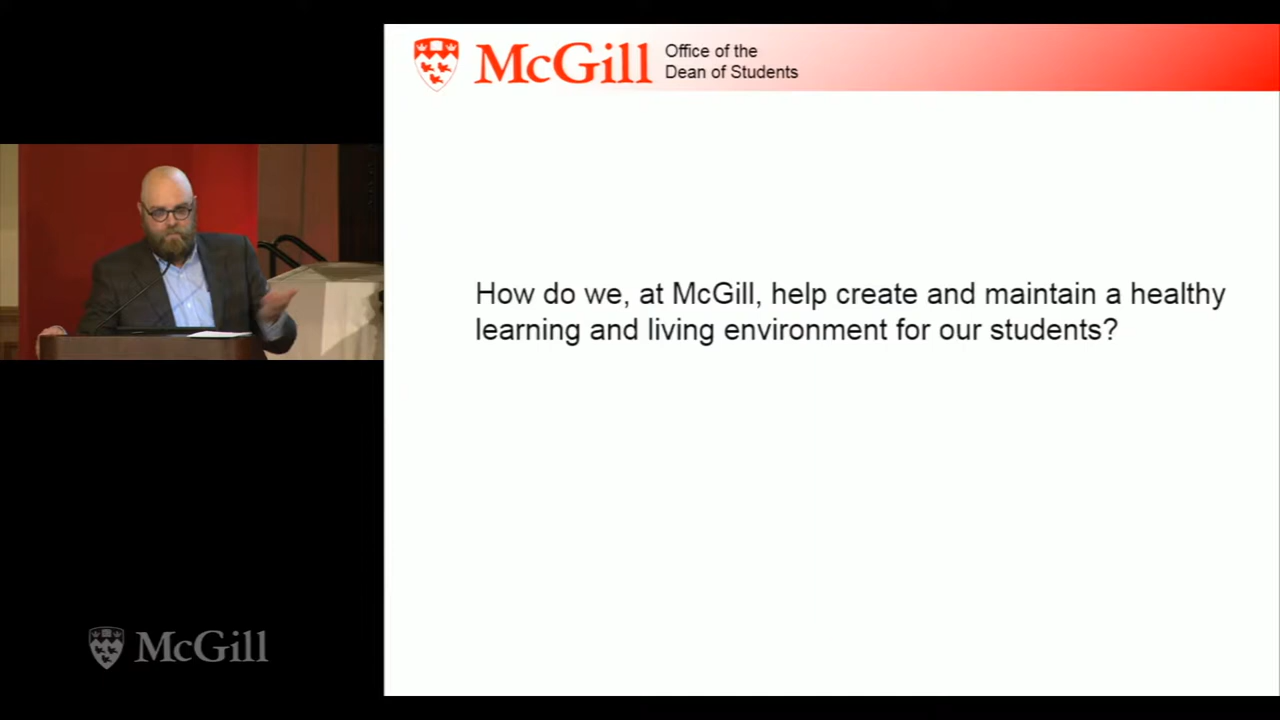 McGill
Office of the
Dean of Students
How do we, at McGill, help create and maintain a healthy
learning and living environment for our students?
McGill